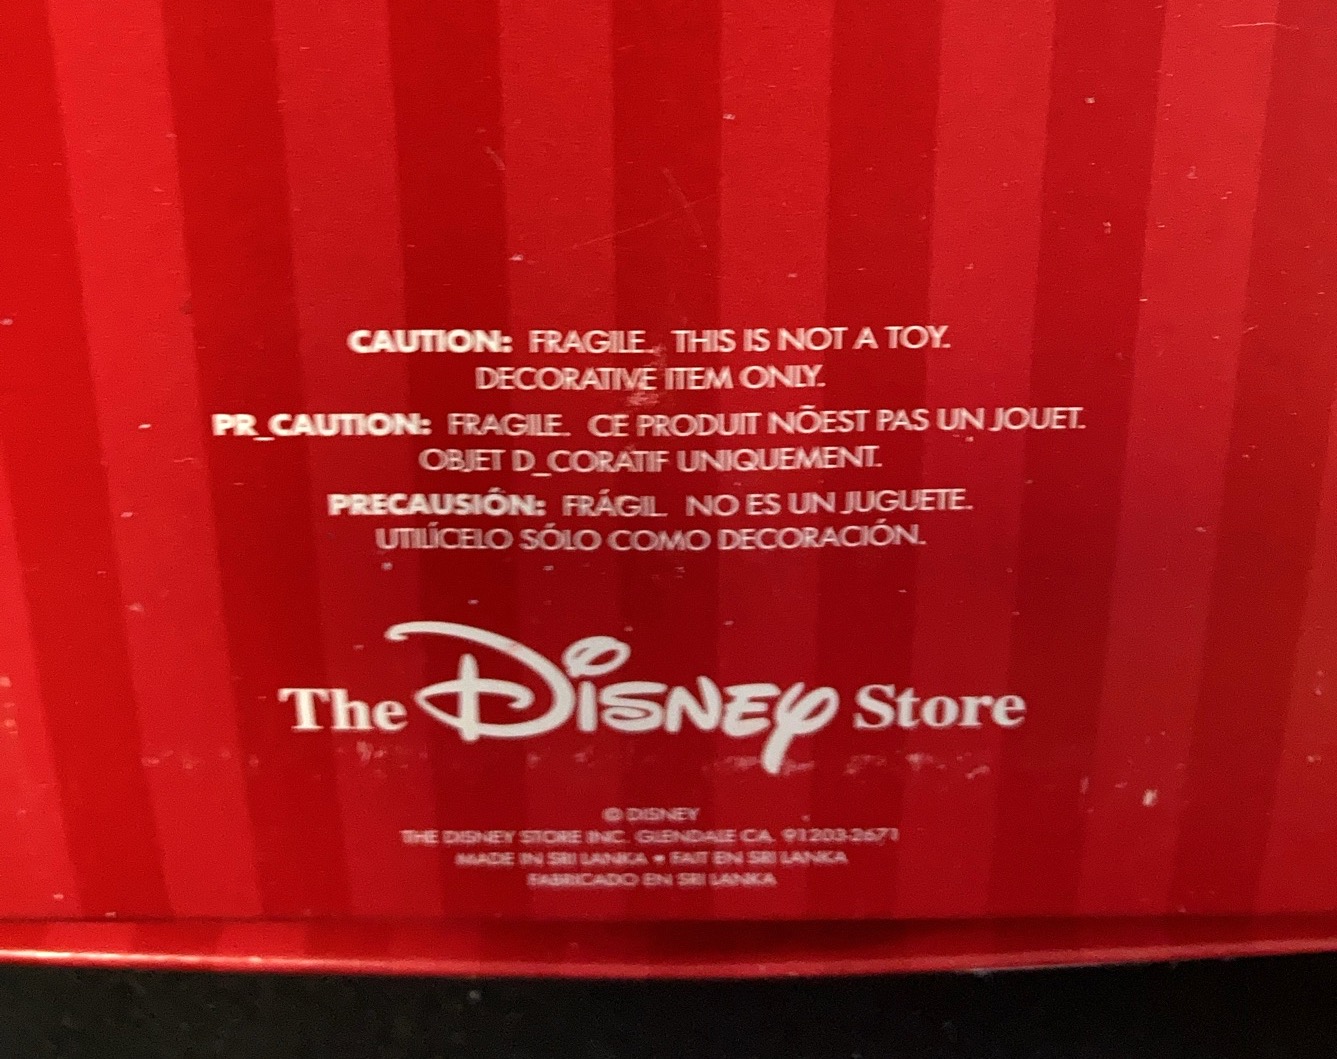 CAUTION: FRAGILE. THIS IS NOT A TOY.
DECORATIVE ITEM ONLY.
PR_CAUTION: FRAGILE. CE PRODUIT NÕEST PAS UN JOUET.
OBJET D_CORATIF UNIQUEMENT.
PRECAUSIÓN: FRÁGIL. NO ES UN JUGUETE.
UTILÍCELO SÓLO COMO DECORACIÓN.
The Disney Store
© DISNEY
THE DISNEY STORE INC. GLENDALE CA. 91203-2671
MADE IN SRI LANKA • FAIT EN SRI LANKA
FABRICADO EN SRI LANKA